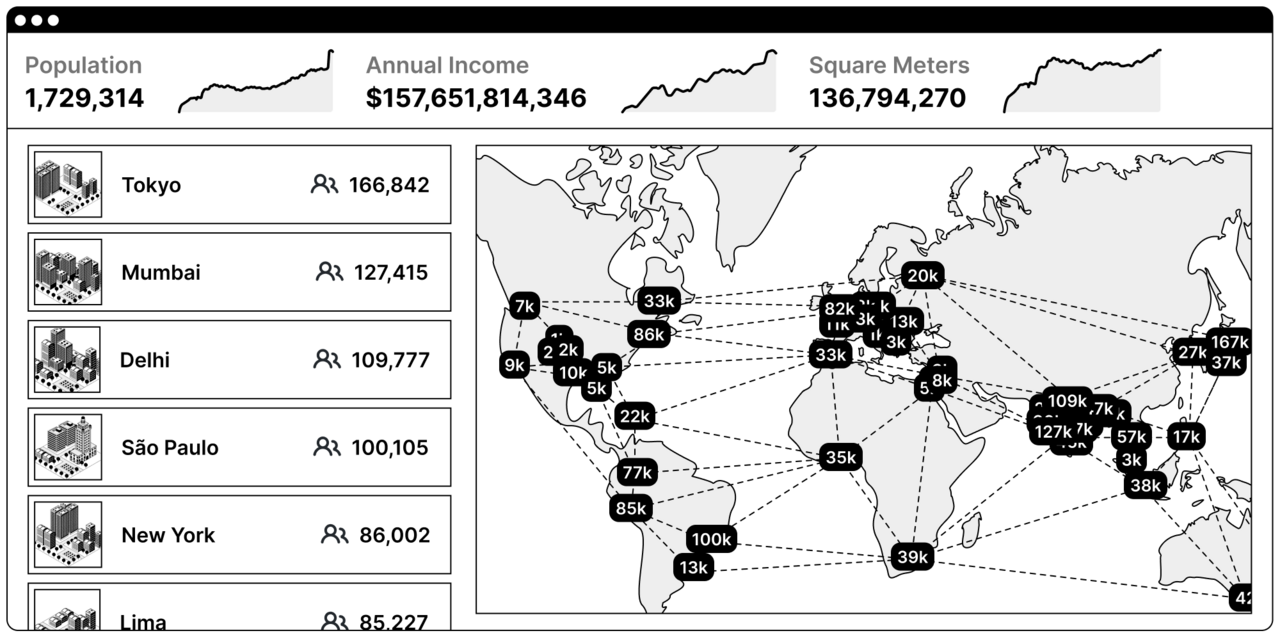 Population
1,729,314
Annual Income
$157,651,814,346
Square Meters
136,794,270
Tokyo
166,842
Mumbai
127,415
Delhi
109,777
São Paulo
100,105
New York
86,002
Lima
85,227
20k
7k
33k
82k
13k
86k
3k
33k
167k
27k
37k
2k
9k
10k
5k
5k
8k
22k
109k
7k
127k
7k
57k
17k
35k
3k
77k
38k
85k
100k
39k
13k